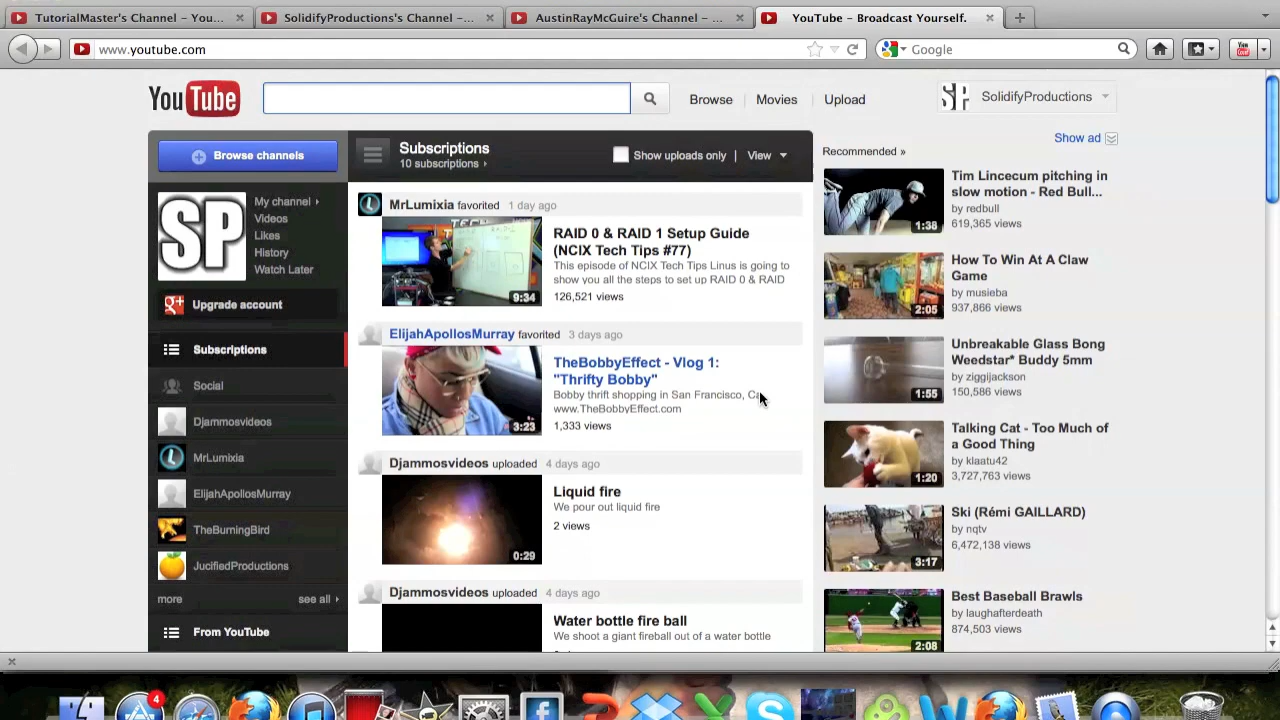 TutorialMaster's Channel - You...
SolidifyProductions's Channel -...
AustinRayMcGuire's Channel - ...
YouTube - Broadcast Yourself.
www.youtube.com
Google
YouTube
Browse
Movies
Upload
SP
SolidifyProductions
Browse channels
SP
My channel
Videos
Likes
History
Watch Later
Upgrade account
Subscriptions
Social
Djammosvideos
MrLumixia
ElijahApollosMurray
TheBurningBird
JucifiedProductions
more
see all
From YouTube
Subscriptions
10 subscriptions
Show uploads only | View
MrLumixia favorited 1 day ago
9:34
RAID 0 & RAID 1 Setup Guide
(NCIX Tech Tips #77)
This episode of NCIX Tech Tips Linus is going to
show you all the steps to set up RAID 0 & RAID
126,521 views
ElijahApollosMurray favorited 3 days ago
3:23
TheBobbyEffect - Vlog 1:
"Thrifty Bobby"
Bobby thrift shopping in San Francisco,
www.TheBobbyEffect.com
1,333 views
Djammosvideos uploaded 4 days ago
0:29
Liquid fire
We pour out liquid fire
2 views
Djammosvideos uploaded 4 days ago
Water bottle fire ball
We shoot a giant fireball out of a water bottle
Show ad
Recommended »
1:38
Tim Lincecum pitching in
slow motion - Red Bull...
by redbull
619,365 views
2:05
How To Win At A Claw
Game
by musieba
937,866 views
1:55
Unbreakable Glass Bong
Weedstar* Buddy 5mm
by ziggijackson
150,586 views
1:20
Talking Cat - Too Much of
a Good Thing
by klaatu42
3,727,763 views
3:17
Ski (Rémi GAILLARD)
by nqtv
6,472,138 views
2:08
Best Baseball Brawls
by laughafterdeath
874,503 views
4